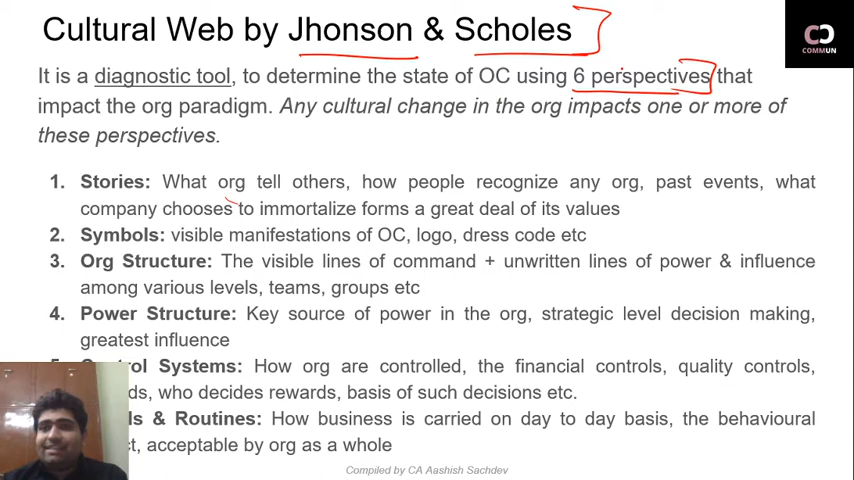 Cultural Web by Jhonson & Scholes
COMMUN
It is a diagnostic tool, to determine the state of OC using 6 perspectives that
impact the org paradigm. Any cultural change in the org impacts one or more of
these perspectives.
1. Stories: What org tell others, how people recognize any org, past events, what
company chooses to immortalize forms a great deal of its values
2. Symbols: visible manifestations of OC, logo, dress code etc
3. Org Structure: The visible lines of command + unwritten lines of power & influence
among various levels, teams, groups etc
4. Power Structure: Key source of power in the org, strategic level decision making,
greatest influence
Systems: How org are controlled, the financial controls, quality controls,
who decides rewards, basis of such decisions etc.
& Routines: How business is carried on day to day basis, the behavioural
acceptable by org as a whole
Compiled by CA Aashish Sachdev